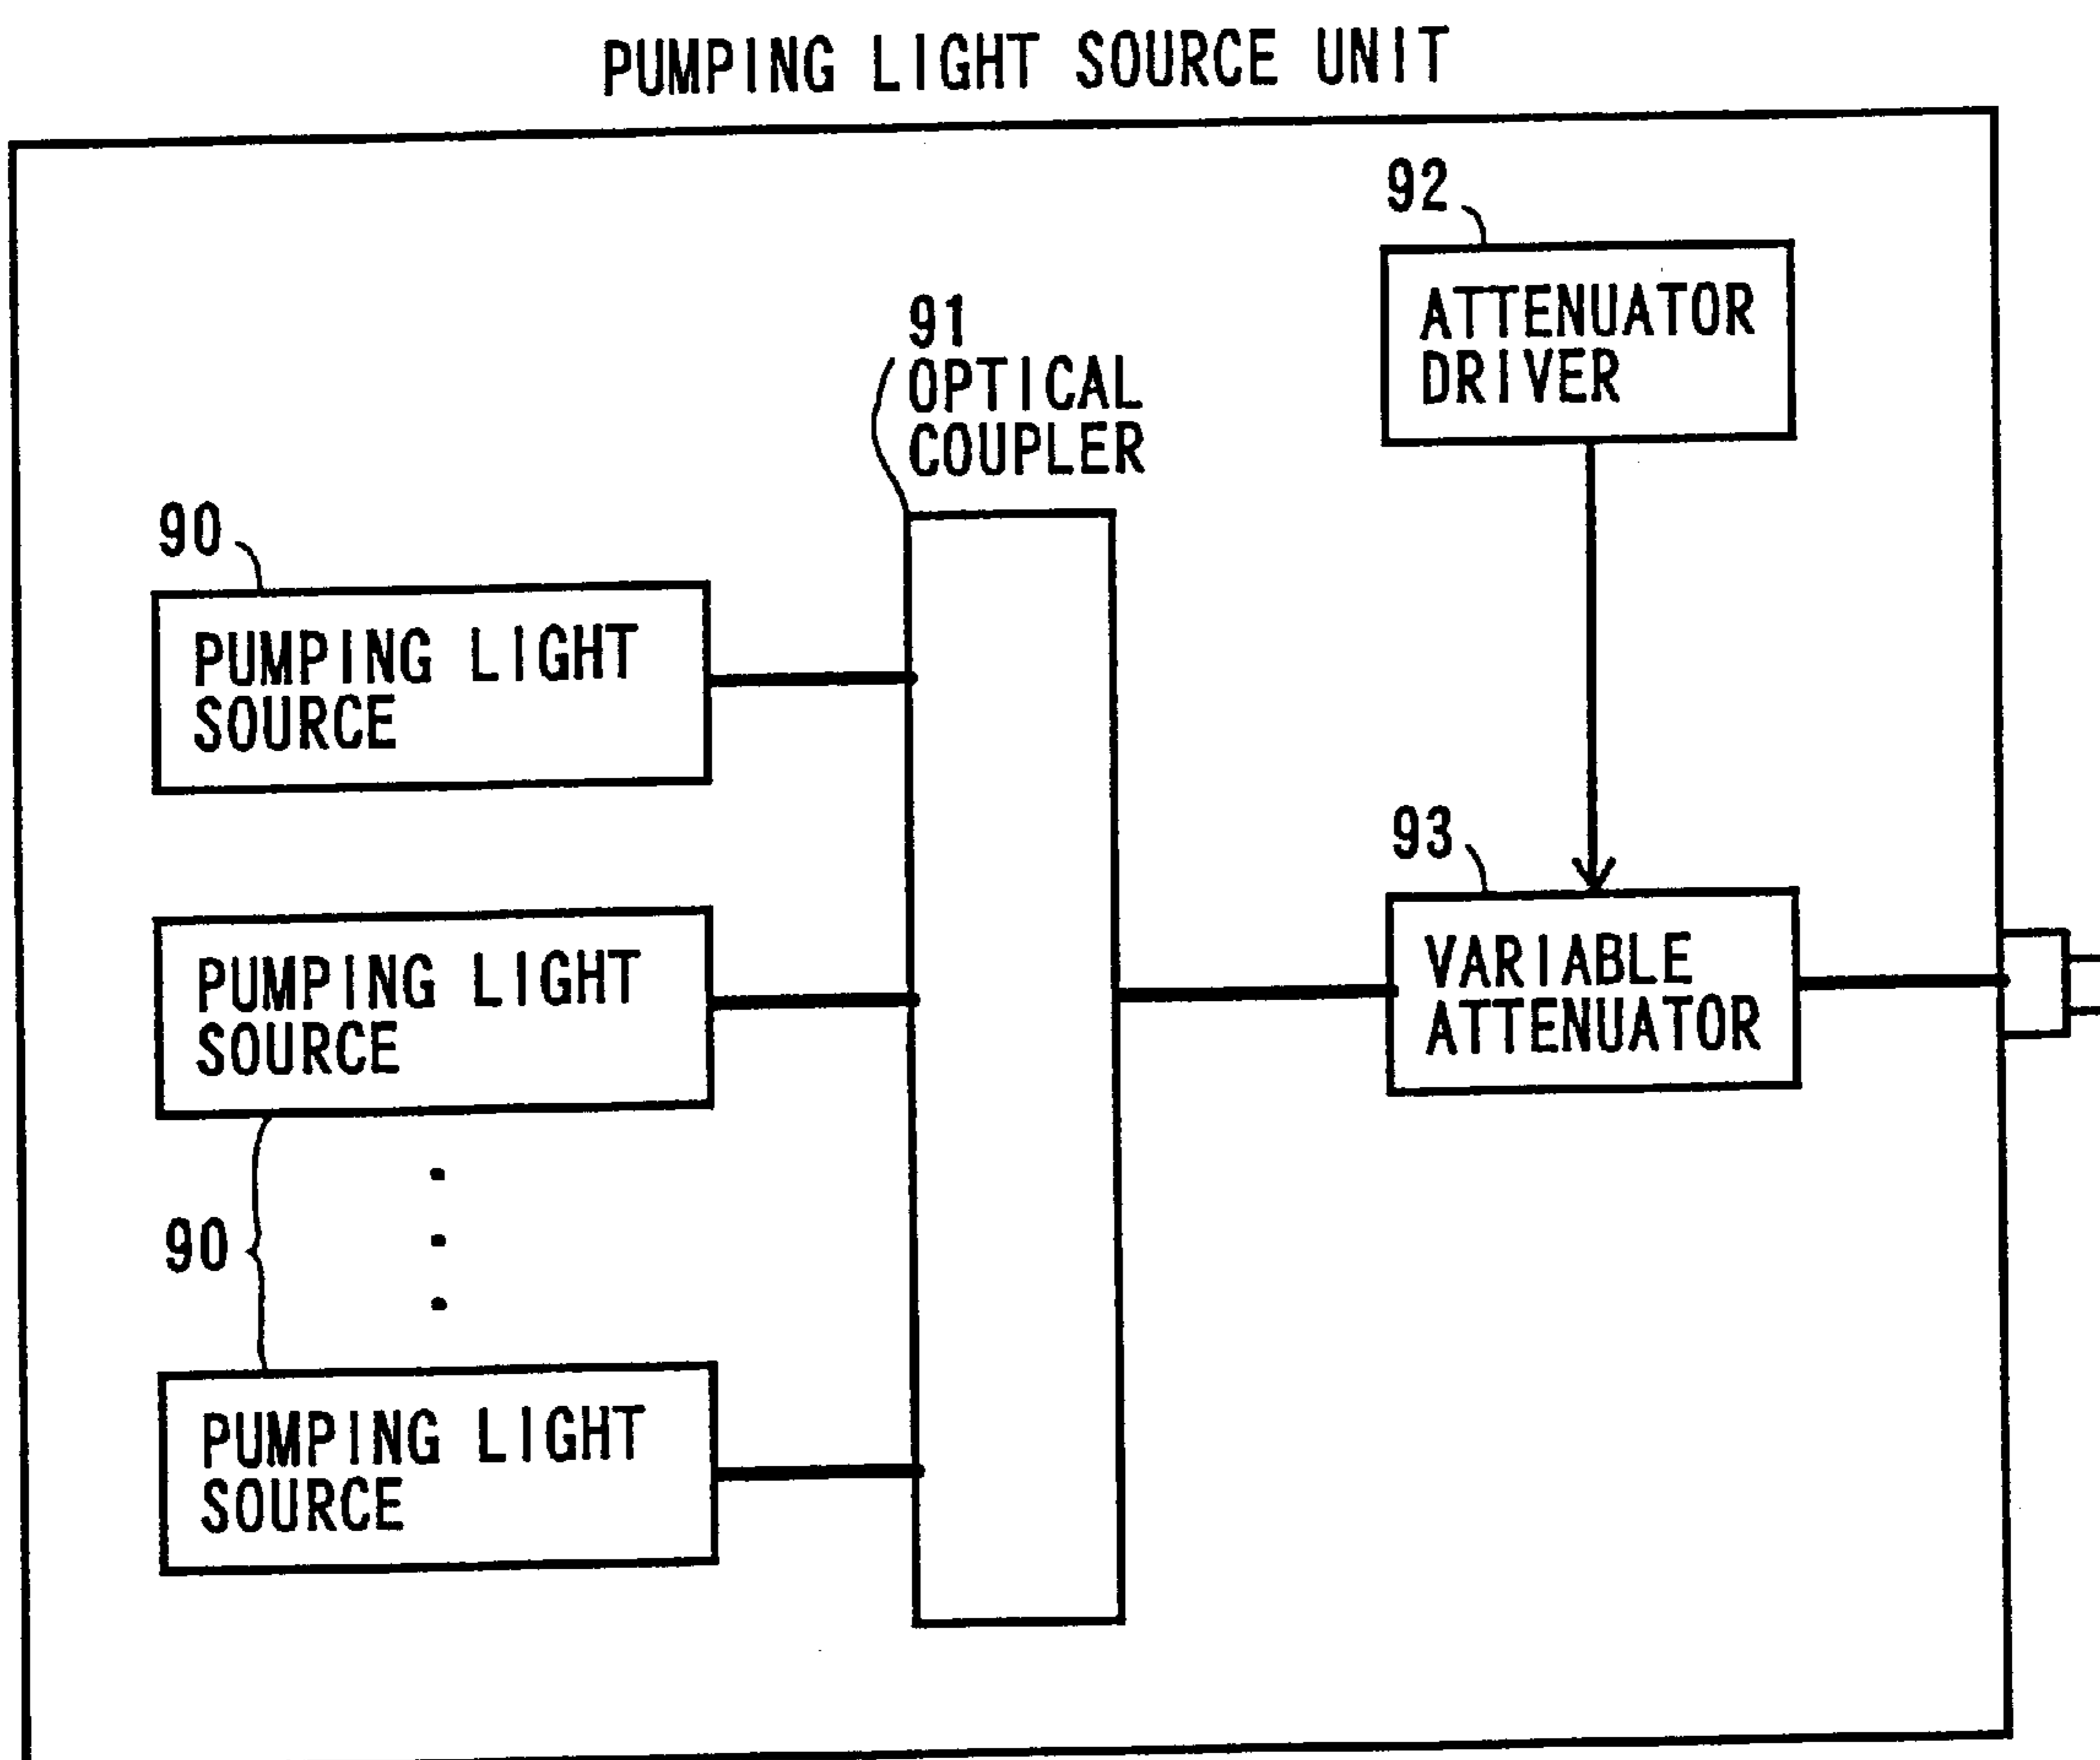 PUMPING LIGHT SOURCE UNIT
92
ATTENUATOR
DRIVER
91
OPTICAL
COUPLER
90
PUMPING LIGHT
SOURCE
93
VARIABLE
ATTENUATOR
PUMPING LIGHT
SOURCE
90
PUMPING LIGHT
SOURCE